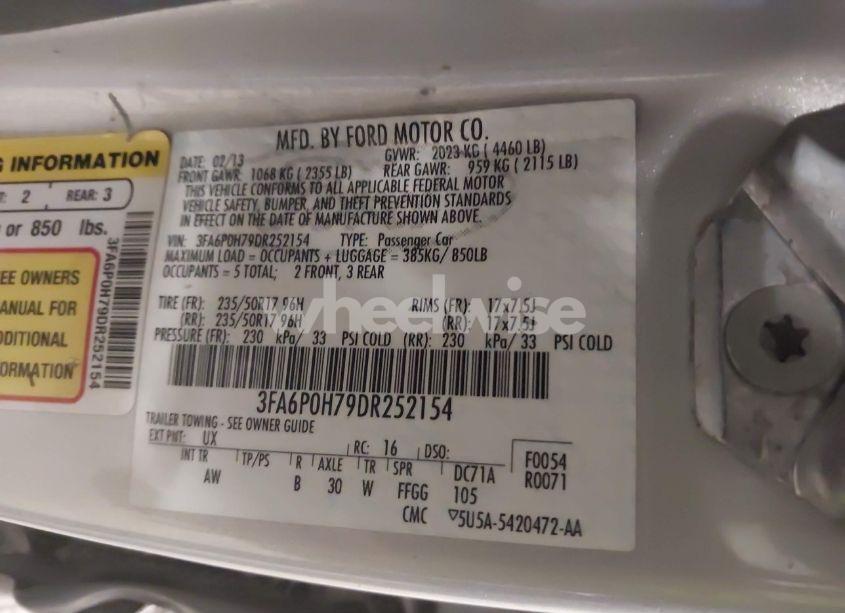 G INFORMATION
T: 2 REAR: 3
or 850 lbs.
EE OWNERS
ANUAL FOR
DDITIONAL
FORMATION
3FA6P0H79DR252154
MFD. BY FORD MOTOR CO.
DATE: 02/13 GVWR: 2023 KG ( 4460 LB)
FRONT GAWR: 1068 KG ( 2355 LB) REAR GAWR: 959 KG ( 2115 LB)
THIS VEHICLE CONFORMS TO ALL APPLICABLE FEDERAL MOTOR
VEHICLE SAFETY, BUMPER, AND THEFT PREVENTION STANDARDS
IN EFFECT ON THE DATE OF MANUFACTURE SHOWN ABOVE.
VIN: 3FA6P0H79DR252154 TYPE: Passenger Car
MAXIMUM LOAD = OCCUPANTS + LUGGAGE = 385KG/ 850LB
OCCUPANTS = 5 TOTAL; 2 FRONT, 3 REAR
TIRE (FR): 235/50R17 96H RIMS (FR): 17x7.5J
(RR): 235/50R17 96H (RR): 17x7.5J
PRESSURE (FR): 230 kPa/ 33 PSI COLD (RR): 230 kPa/ 33 PSI COLD
wheelwise
3FA6P0H79DR252154
TRAILER TOWING - SEE OWNER GUIDE
EXT PNT: UX RC: 16 DSO: F0054
INT TR TP/PS R AXLE TR SPR DC71A R0071
AW B 30 W FFGG 105
CMC ▽5U5A-5420472-AA